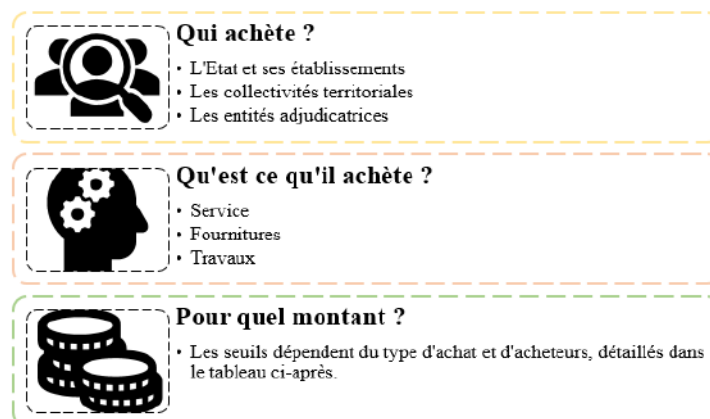 Qui achète ?
• L'Etat et ses établissements
• Les collectivités territoriales
• Les entités adjudicatrices
Qu'est ce qu'il achète ?
• Service
• Fournitures
• Travaux
Pour quel montant ?
• Les seuils dépendent du type d'achat et d'acheteurs, détaillés dans
le tableau ci-après.